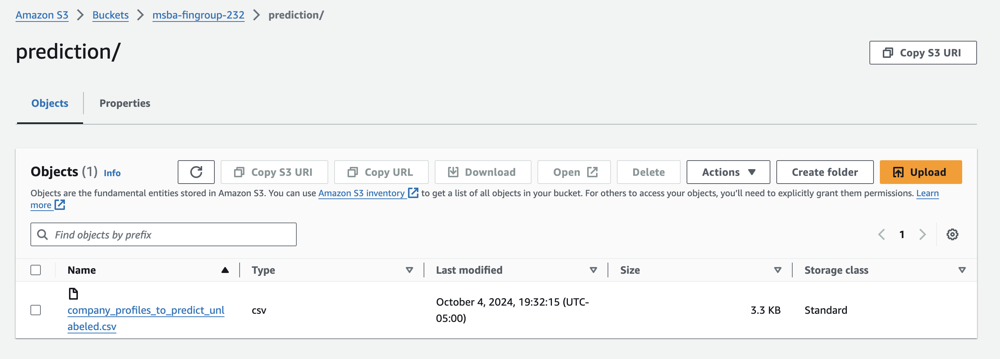 Amazon S3 > Buckets > msba-fingroup-232 > prediction/
prediction/
Copy S3 URI
Objects
Properties
Objects (1) Info
Copy S3 URI
Copy URL
Download
Open
Delete
Actions
Create folder
Upload
Objects are the fundamental entities stored in Amazon S3. You can use Amazon S3 inventory to get a list of all objects in your bucket. For others to access your objects, you’ll need to explicitly grant them permissions. Learn
more
Find objects by prefix
1
Name
Type
Last modified
Size
Storage class
company_profiles_to_predict_unl
abeled.csv
csv
October 4, 2024, 19:32:15 (UTC-
05:00)
3.3 KB
Standard